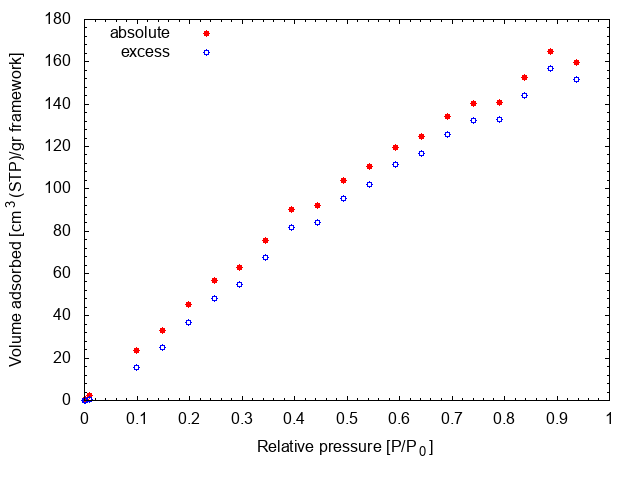 absolute
excess
180
160
140
120
100
80
60
40
20
0
0 0.1 0.2 0.3 0.4 0.5 0.6 0.7 0.8 0.9 1
Volume adsorbed [cm³(STP)/gr framework]
Relative pressure [P/P₀]